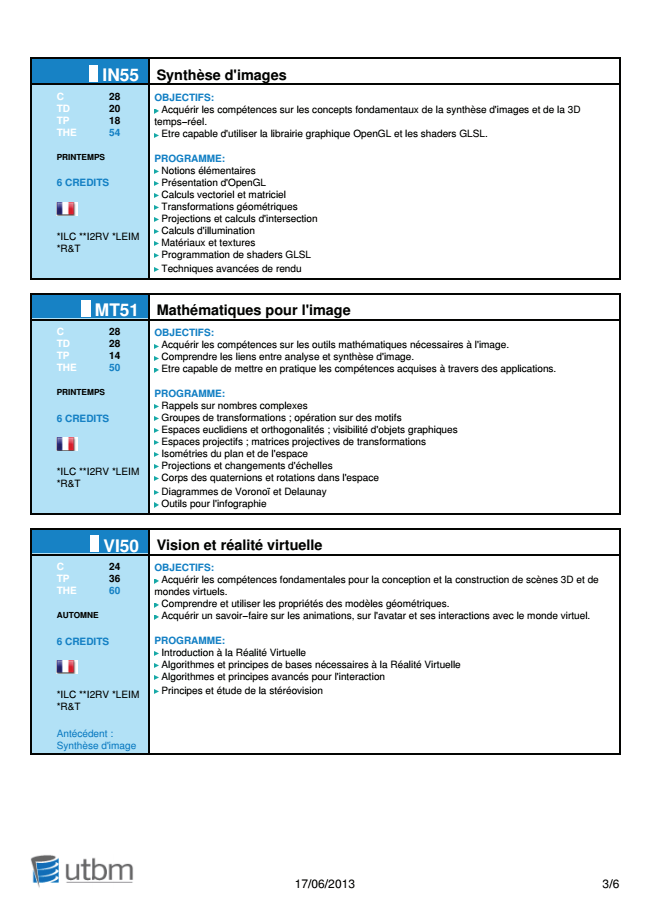 IN55 Synthèse d'images
C 28
TD 20
TP 18
THE 54
PRINTEMPS
6 CREDITS
*ILC **I2RV *LEIM
*R&T
OBJECTIFS:
▸ Acquérir les compétences sur les concepts fondamentaux de la synthèse d'images et de la 3D
temps–réel.
▸ Etre capable d'utiliser la librairie graphique OpenGL et les shaders GLSL.
PROGRAMME:
▸ Notions élémentaires
▸ Présentation d'OpenGL
▸ Calculs vectoriel et matriciel
▸ Transformations géométriques
▸ Projections et calculs d'intersection
▸ Calculs d'illumination
▸ Matériaux et textures
▸ Programmation de shaders GLSL
▸ Techniques avancées de rendu
MT51 Mathématiques pour l'image
C 28
TD 28
TP 14
THE 50
PRINTEMPS
6 CREDITS
*ILC **I2RV *LEIM
*R&T
OBJECTIFS:
▸ Acquérir les compétences sur les outils mathématiques nécessaires à l'image.
▸ Comprendre les liens entre analyse et synthèse d'image.
▸ Etre capable de mettre en pratique les compétences acquises à travers des applications.
PROGRAMME:
▸ Rappels sur nombres complexes
▸ Groupes de transformations ; opération sur des motifs
▸ Espaces euclidiens et orthogonalités ; visibilité d'objets graphiques
▸ Espaces projectifs ; matrices projectives de transformations
▸ Isométries du plan et de l'espace
▸ Projections et changements d'échelles
▸ Corps des quaternions et rotations dans l'espace
▸ Diagrammes de Voronoï et Delaunay
▸ Outils pour l'infographie
VI50 Vision et réalité virtuelle
C 24
TP 36
THE 60
AUTOMNE
6 CREDITS
*ILC **I2RV *LEIM
*R&T
Antécédent :
Synthèse d'image
OBJECTIFS:
▸ Acquérir les compétences fondamentales pour la conception et la construction de scènes 3D et de
mondes virtuels.
▸ Comprendre et utiliser les propriétés des modèles géométriques.
▸ Acquérir un savoir–faire sur les animations, sur l'avatar et ses interactions avec le monde virtuel.
PROGRAMME:
▸ Introduction à la Réalité Virtuelle
▸ Algorithmes et principes de bases nécessaires à la Réalité Virtuelle
▸ Algorithmes et principes avancés pour l'interaction
▸ Principes et étude de la stéréovision
utbm
17/06/2013
3/6